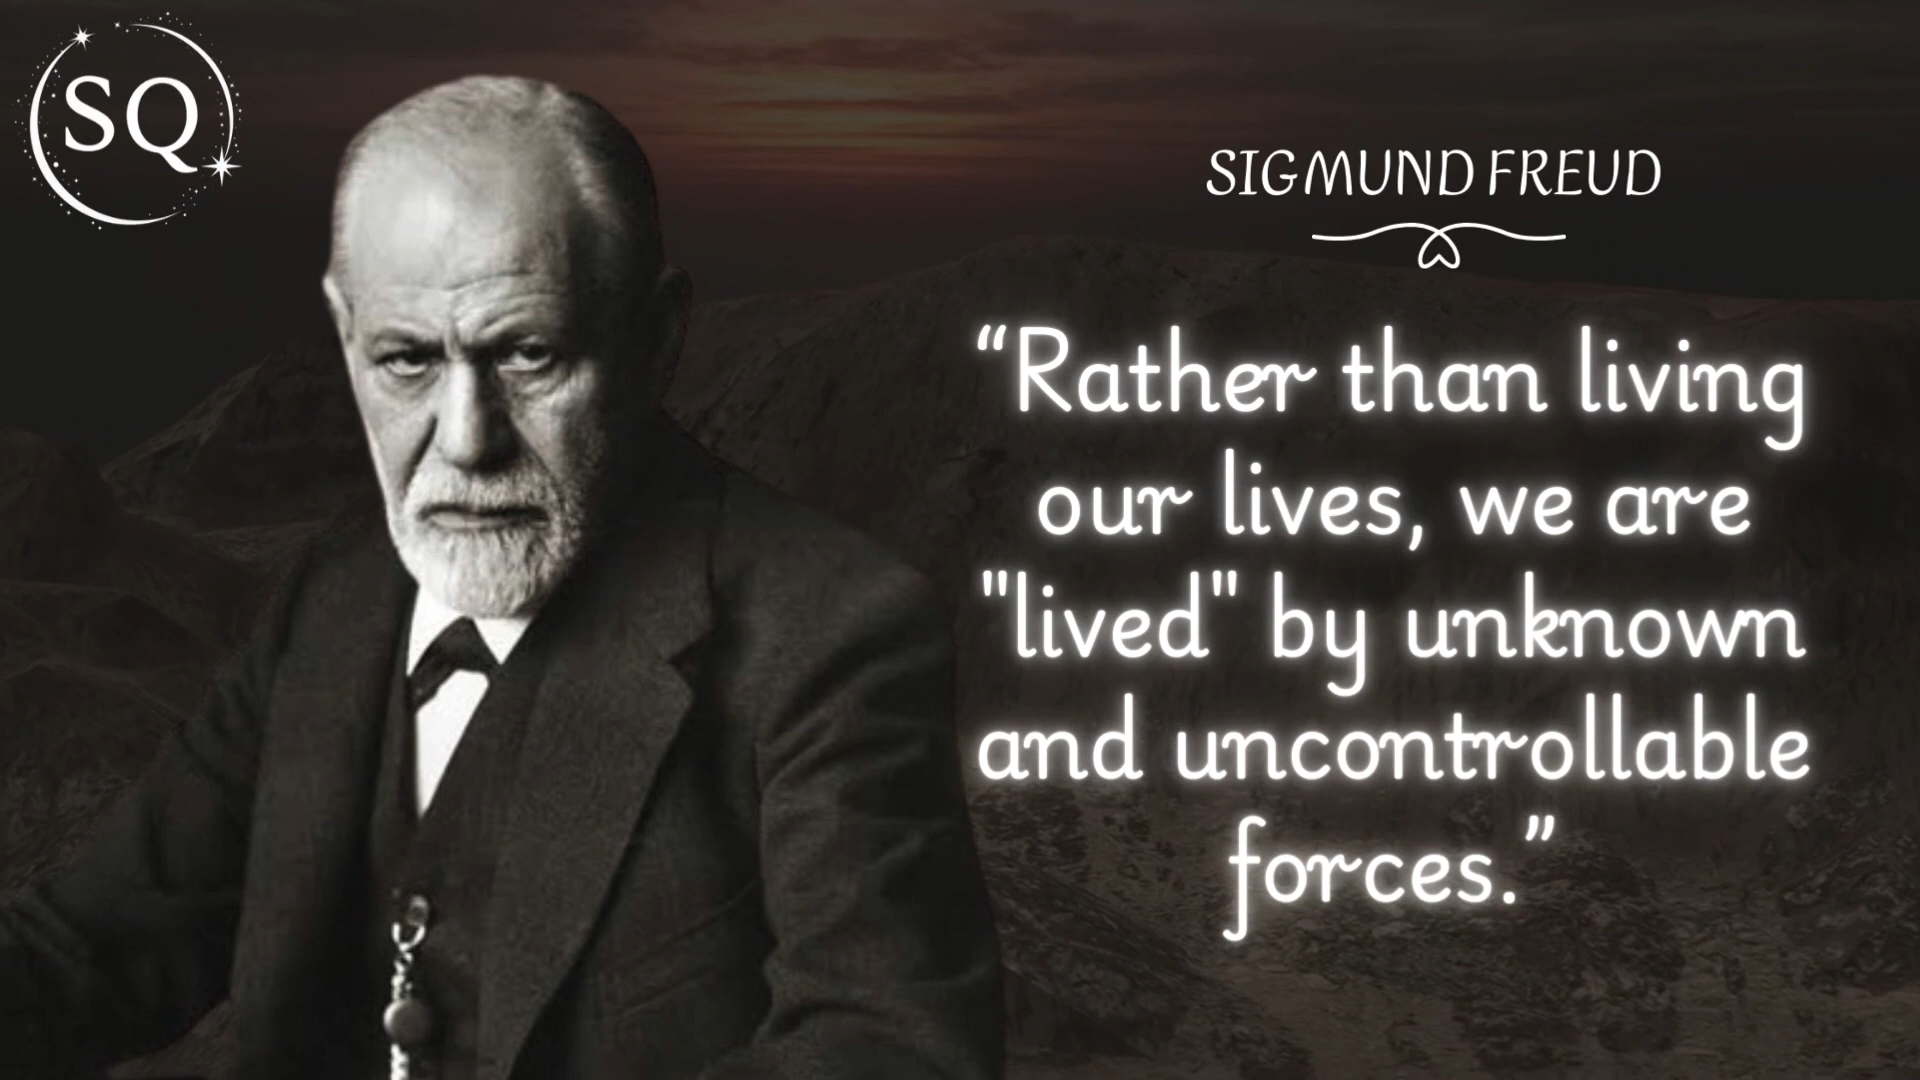 SQ
SIGMUND FREUD
“Rather than living
our lives, we are
"lived" by unknown
and uncontrollable
forces.”